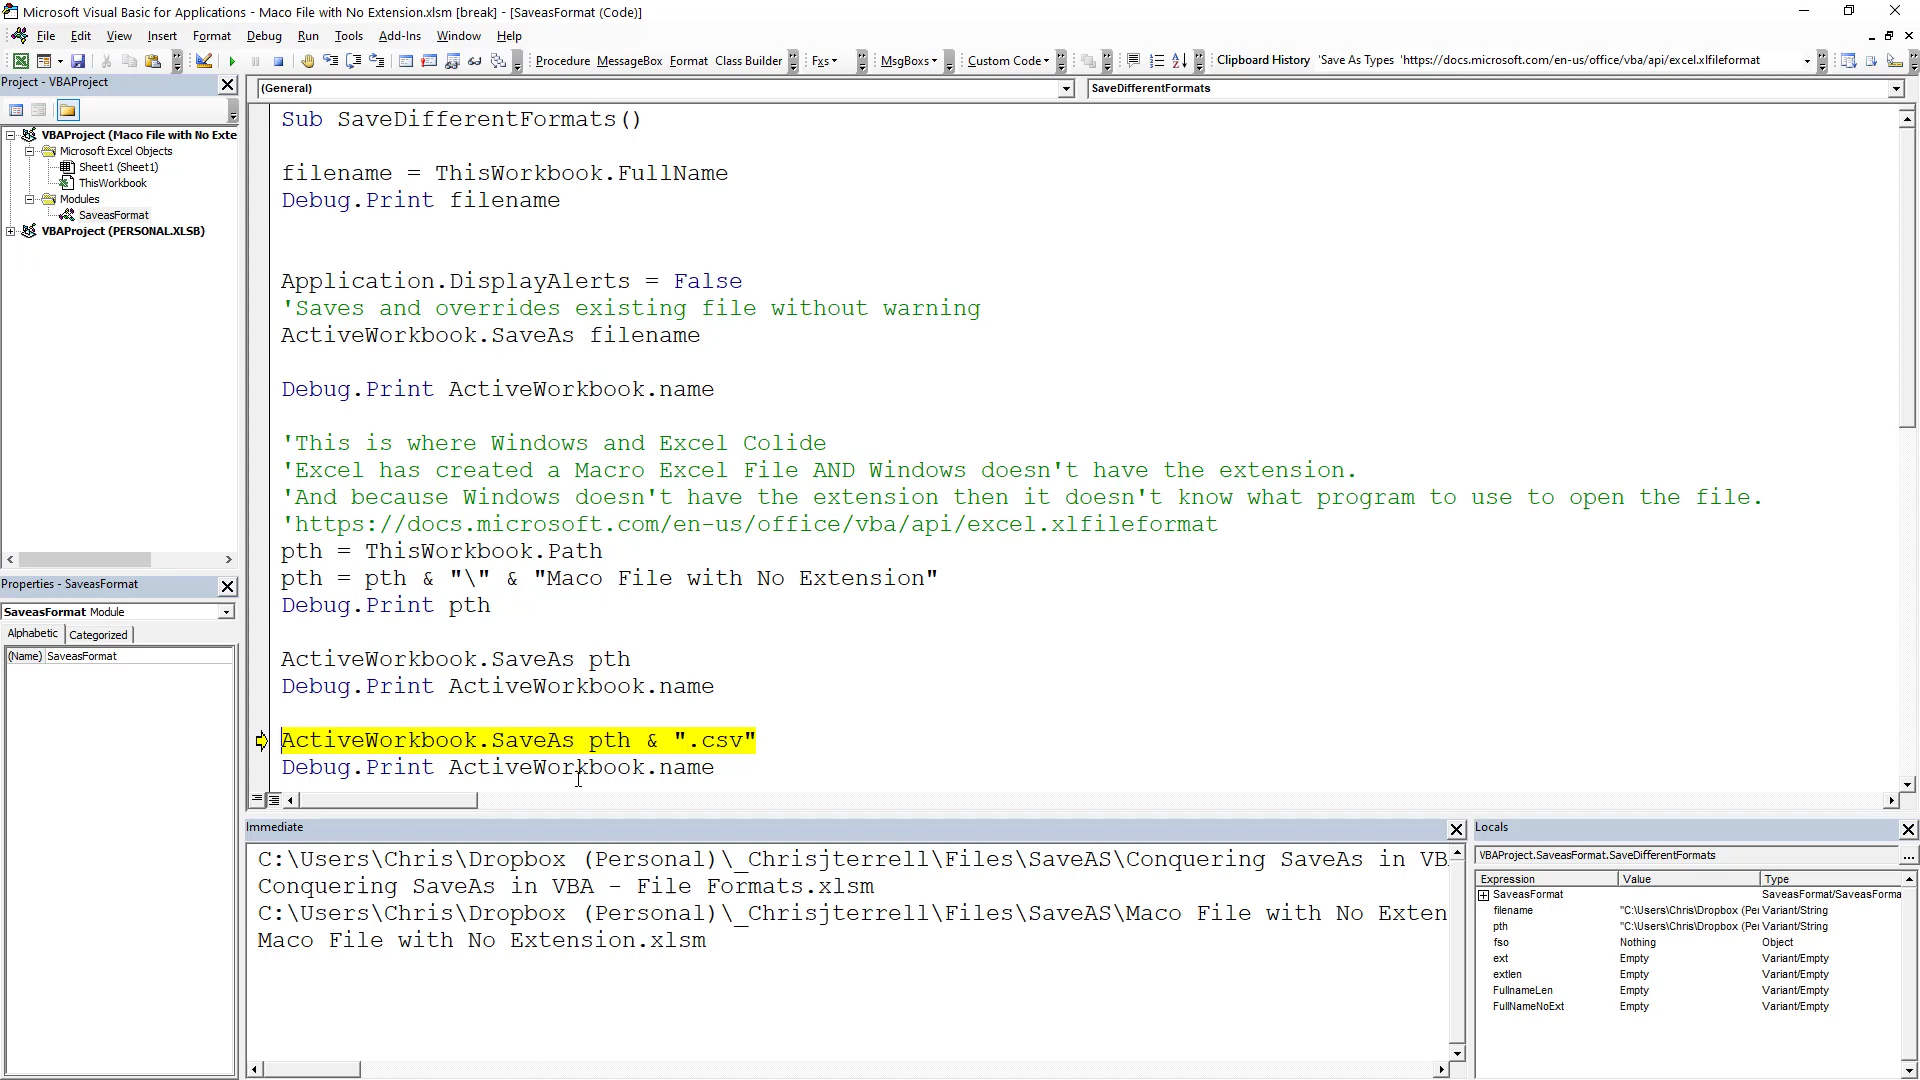 Microsoft Visual Basic for Applications - Maco File with No Extension.xlsm [break] - [SaveasFormat (Code)]
File Edit View Insert Format Debug Run Tools Add-Ins Window Help
Procedure MessageBox Format Class Builder Fxs MsgBoxs Custom Code Clipboard History 'Save As Types 'https://docs.microsoft.com/en-us/office/vba/api/excel.xlfileformat
Project - VBAProject
VBAProject (Maco File with No Exte
Microsoft Excel Objects
Sheet1 (Sheet1)
ThisWorkbook
Modules
SaveasFormat
VBAProject (PERSONAL.XLSB)
Properties - SaveasFormat
SaveasFormat Module
Alphabetic Categorized
(Name) SaveasFormat
(General) SaveDifferentFormats
Sub SaveDifferentFormats()
filename = ThisWorkbook.FullName
Debug.Print filename
Application.DisplayAlerts = False
'Saves and overrides existing file without warning
ActiveWorkbook.SaveAs filename
Debug.Print ActiveWorkbook.name
'This is where Windows and Excel Colide
'Excel has created a Macro Excel File AND Windows doesn't have the extension.
'And because Windows doesn't have the extension then it doesn't know what program to use to open the file.
'https://docs.microsoft.com/en-us/office/vba/api/excel.xlfileformat
pth = ThisWorkbook.Path
pth = pth & "\" & "Maco File with No Extension"
Debug.Print pth
ActiveWorkbook.SaveAs pth
Debug.Print ActiveWorkbook.name
ActiveWorkbook.SaveAs pth & ".csv"
Debug.Print ActiveWorkbook.name
Immediate
C:\Users\Chris\Dropbox (Personal)\_Chrisjterrell\Files\SaveAS\Conquering SaveAs in VB
Conquering SaveAs in VBA - File Formats.xlsm
C:\Users\Chris\Dropbox (Personal)\_Chrisjterrell\Files\SaveAS\Maco File with No Exten
Maco File with No Extension.xlsm
Locals
VBAProject.SaveasFormat.SaveDifferentFormats ...
Expression Value Type
SaveasFormat SaveasFormat/SaveasForma
filename "C:\Users\Chris\Dropbox (Per Variant/String
pth "C:\Users\Chris\Dropbox (Per Variant/String
fso Nothing Object
ext Empty Variant/Empty
extlen Empty Variant/Empty
FullnameLen Empty Variant/Empty
FullNameNoExt Empty Variant/Empty